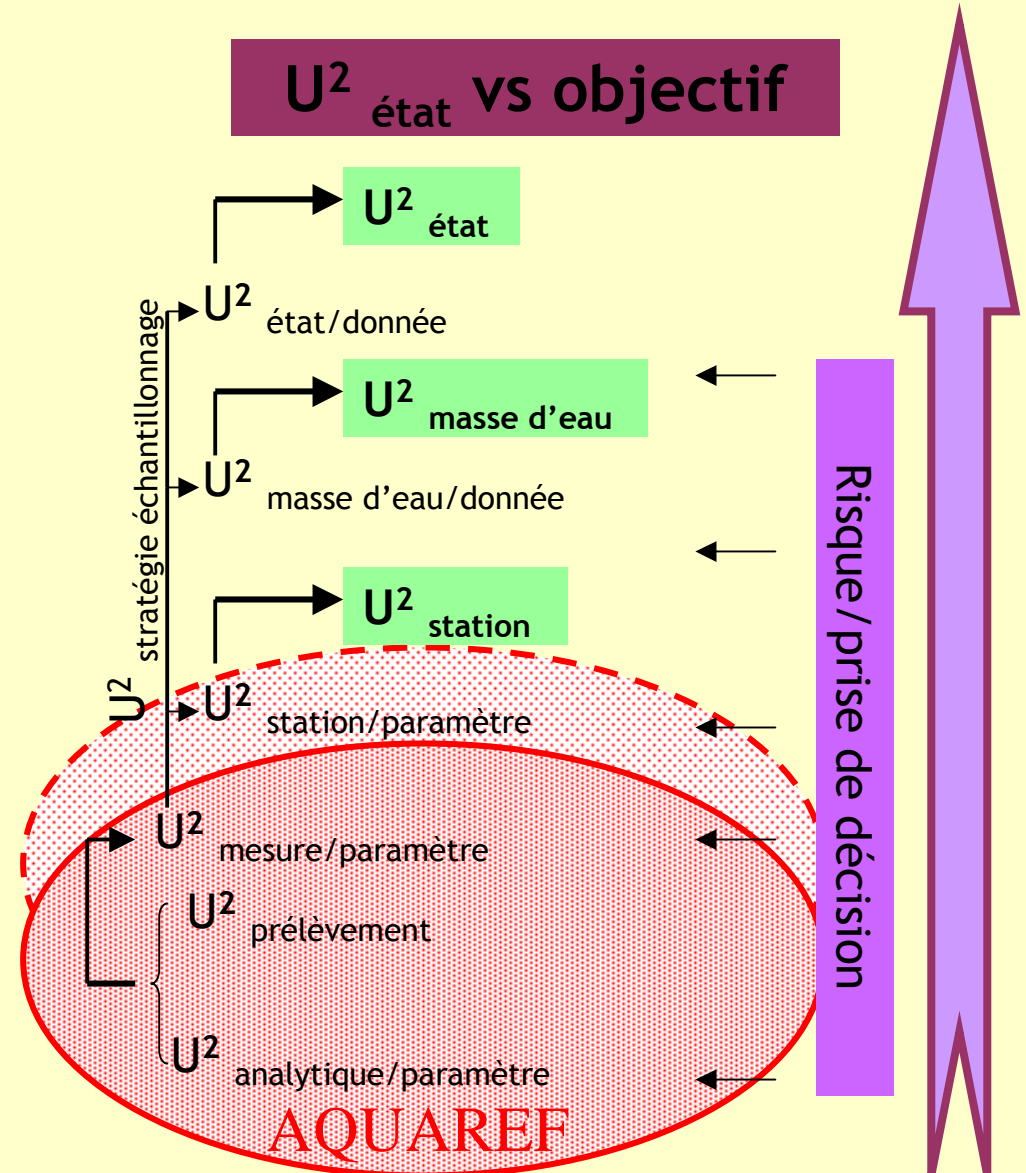 U² état vs objectif
U² état
U² état/donnée
U² masse d’eau
U² masse d’eau/donnée
U² station
U² station/paramètre
U² stratégie échantillonnage
U² mesure/paramètre
U² prélèvement
U² analytique/paramètre
AQUAREF
Risque/prise de décision